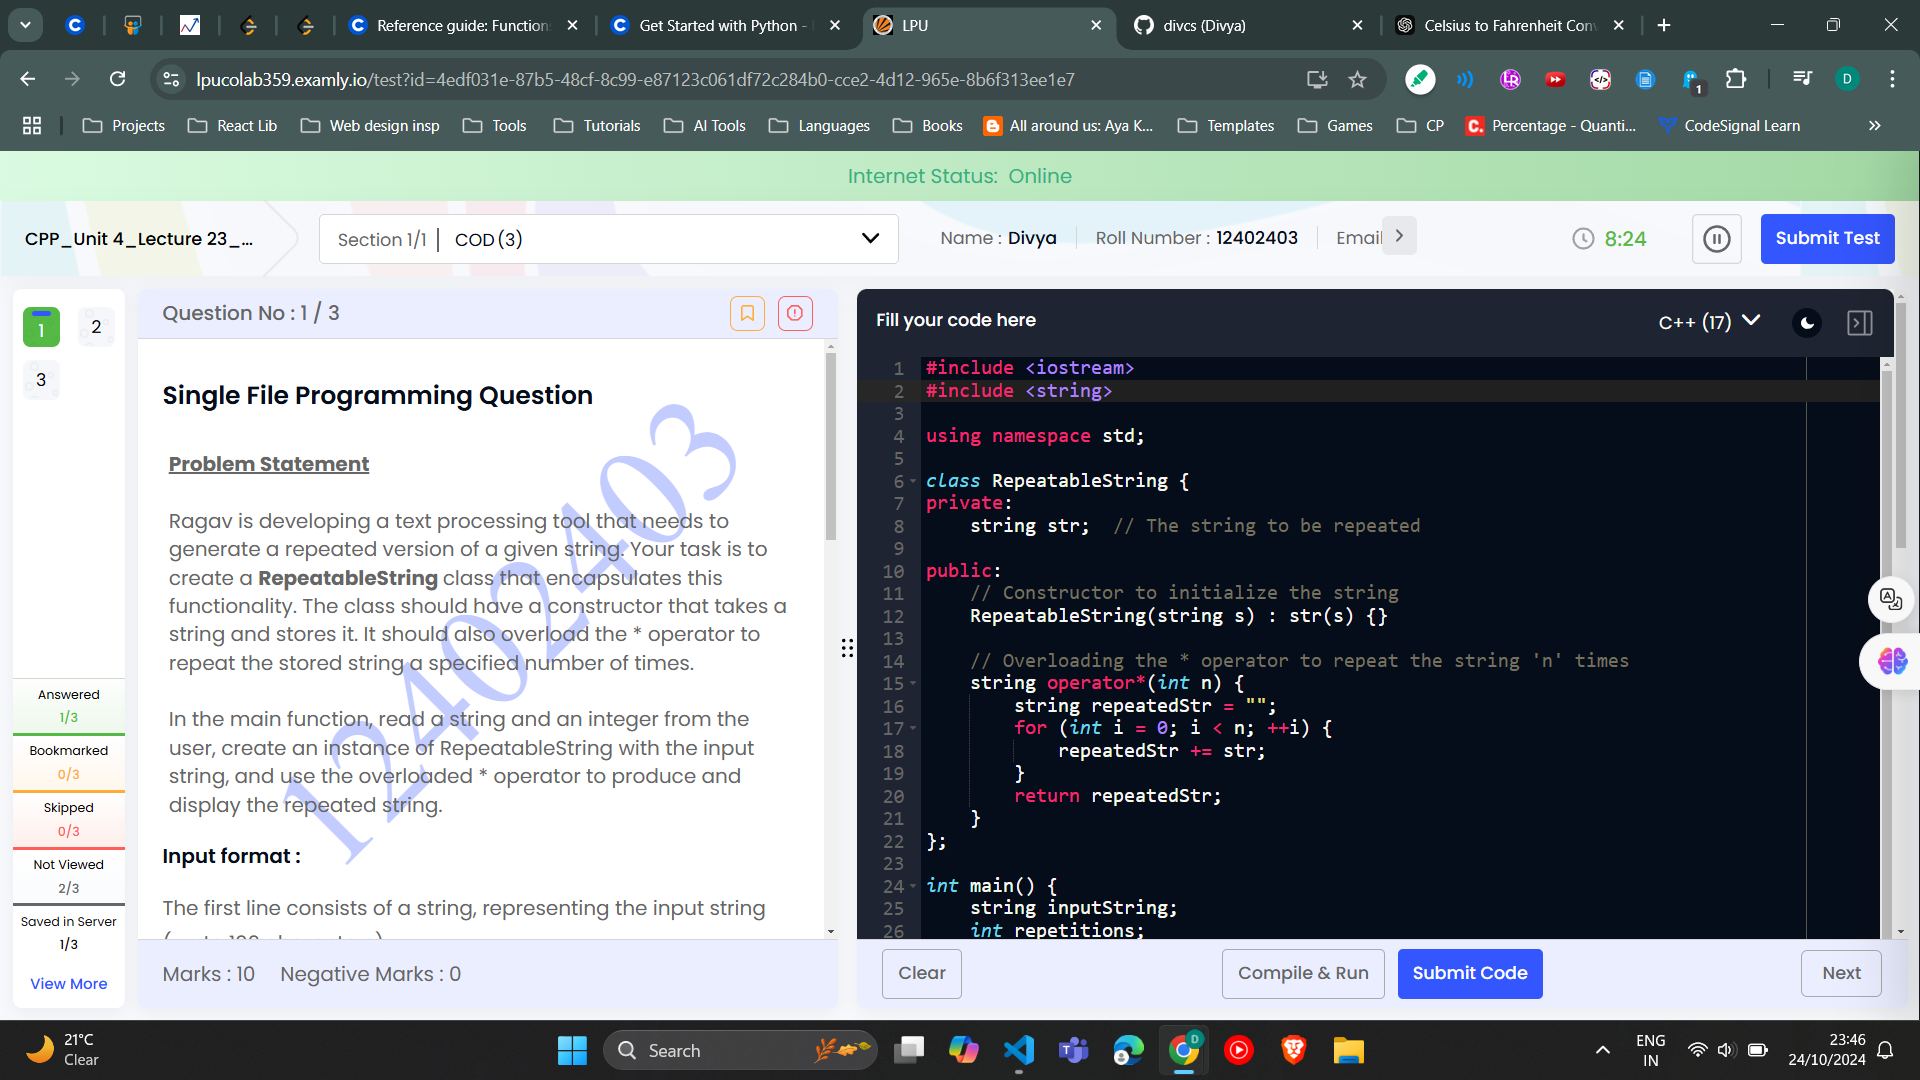 Reference guide: Function
Get Started with Python -
LPU
divcs (Divya)
Celsius to Fahrenheit Con
lpucolab359.examly.io/test?id=4edf031e-87b5-48cf-8c99-e87123c061df72c284b0-cce2-4d12-965e-8b6f313ee1e7
1
D
Projects
React Lib
Web design insp
Tools
Tutorials
AI Tools
Languages
Books
All around us: Aya K...
Templates
Games
CP
Percentage - Quanti...
CodeSignal Learn
Internet Status: Online
CPP_Unit 4_Lecture 23_...
Section 1/1 | COD (3)
Name : Divya
Roll Number : 12402403
Email
8:24
Submit Test
1
2
3
Answered
1/3
Bookmarked
0/3
Skipped
0/3
Not Viewed
2/3
Saved in Server
1/3
View More
Question No : 1 / 3
Single File Programming Question
Problem Statement
Ragav is developing a text processing tool that needs to
generate a repeated version of a given string. Your task is to
create a RepeatableString class that encapsulates this
functionality. The class should have a constructor that takes a
string and stores it. It should also overload the * operator to
repeat the stored string a specified number of times.
In the main function, read a string and an integer from the
user, create an instance of RepeatableString with the input
string, and use the overloaded * operator to produce and
display the repeated string.
Input format :
The first line consists of a string, representing the input string
12402403
Marks : 10
Negative Marks : 0
Fill your code here
C++ (17)
1 #include <iostream>
2 #include <string>
3
4 using namespace std;
5
6 class RepeatableString {
7 private:
8     string str;  // The string to be repeated
9
10 public:
11     // Constructor to initialize the string
12     RepeatableString(string s) : str(s) {}
13
14     // Overloading the * operator to repeat the string 'n' times
15     string operator*(int n) {
16         string repeatedStr = "";
17         for (int i = 0; i < n; ++i) {
18             repeatedStr += str;
19         }
20         return repeatedStr;
21     }
22 };
23
24 int main() {
25     string inputString;
26     int repetitions;
Clear
Compile & Run
Submit Code
Next
21°C
Clear
Search
D
ENG
IN
23:46
24/10/2024